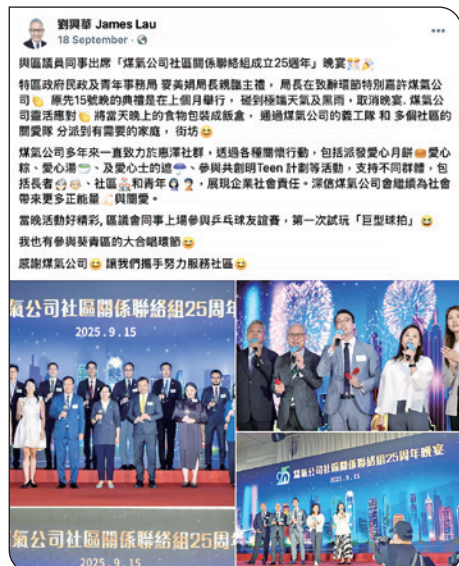 劉興華 James Lau
18 September
與區議員同事出席「煤氣公司社區關係聯絡組成立25週年」晚宴🎊🎉
特區政府民政及青年事務局 麥美娟局長親臨主禮， 局長在致辭環節特別嘉許煤氣公
司👏 原先15號晚的典禮是在上個月舉行， 碰到極端天氣及黑雨，取消晚宴. 煤氣公
司靈活應對👏 將當天晚上的食物包裝成飯盒， 通過煤氣公司的義工隊 和 多個社區的
關愛隊 分派到有需要的家庭， 街坊😄
煤氣公司多年來一直致力於惠澤社群，透過各種關懷行動，包括派發愛心月餅🥮愛心
粽、愛心湯🍲、及愛心士的遮☂️、參與共創明Teen 計劃等活動，支持不同群體，包
括長者👴👵、社區🏘️和青年👩👨，展現企業社會責任。深信煤氣公司會繼續為社會
帶來更多正能量💪與關愛。
當晚活動好精彩, 區議會同事上場參與乒乓球友誼賽，第一次試玩「巨型球拍」😄
我也有參與葵青區的大合唱環節😄
感謝煤氣公司😄 讓我們攜手努力服務社區😄
氣公司社區關係聯絡組25周年
2025.9.15
氣公司社區關係聯絡組25周年
25 煤氣公司社區關係聯絡組25周年晚宴
2025.9.15